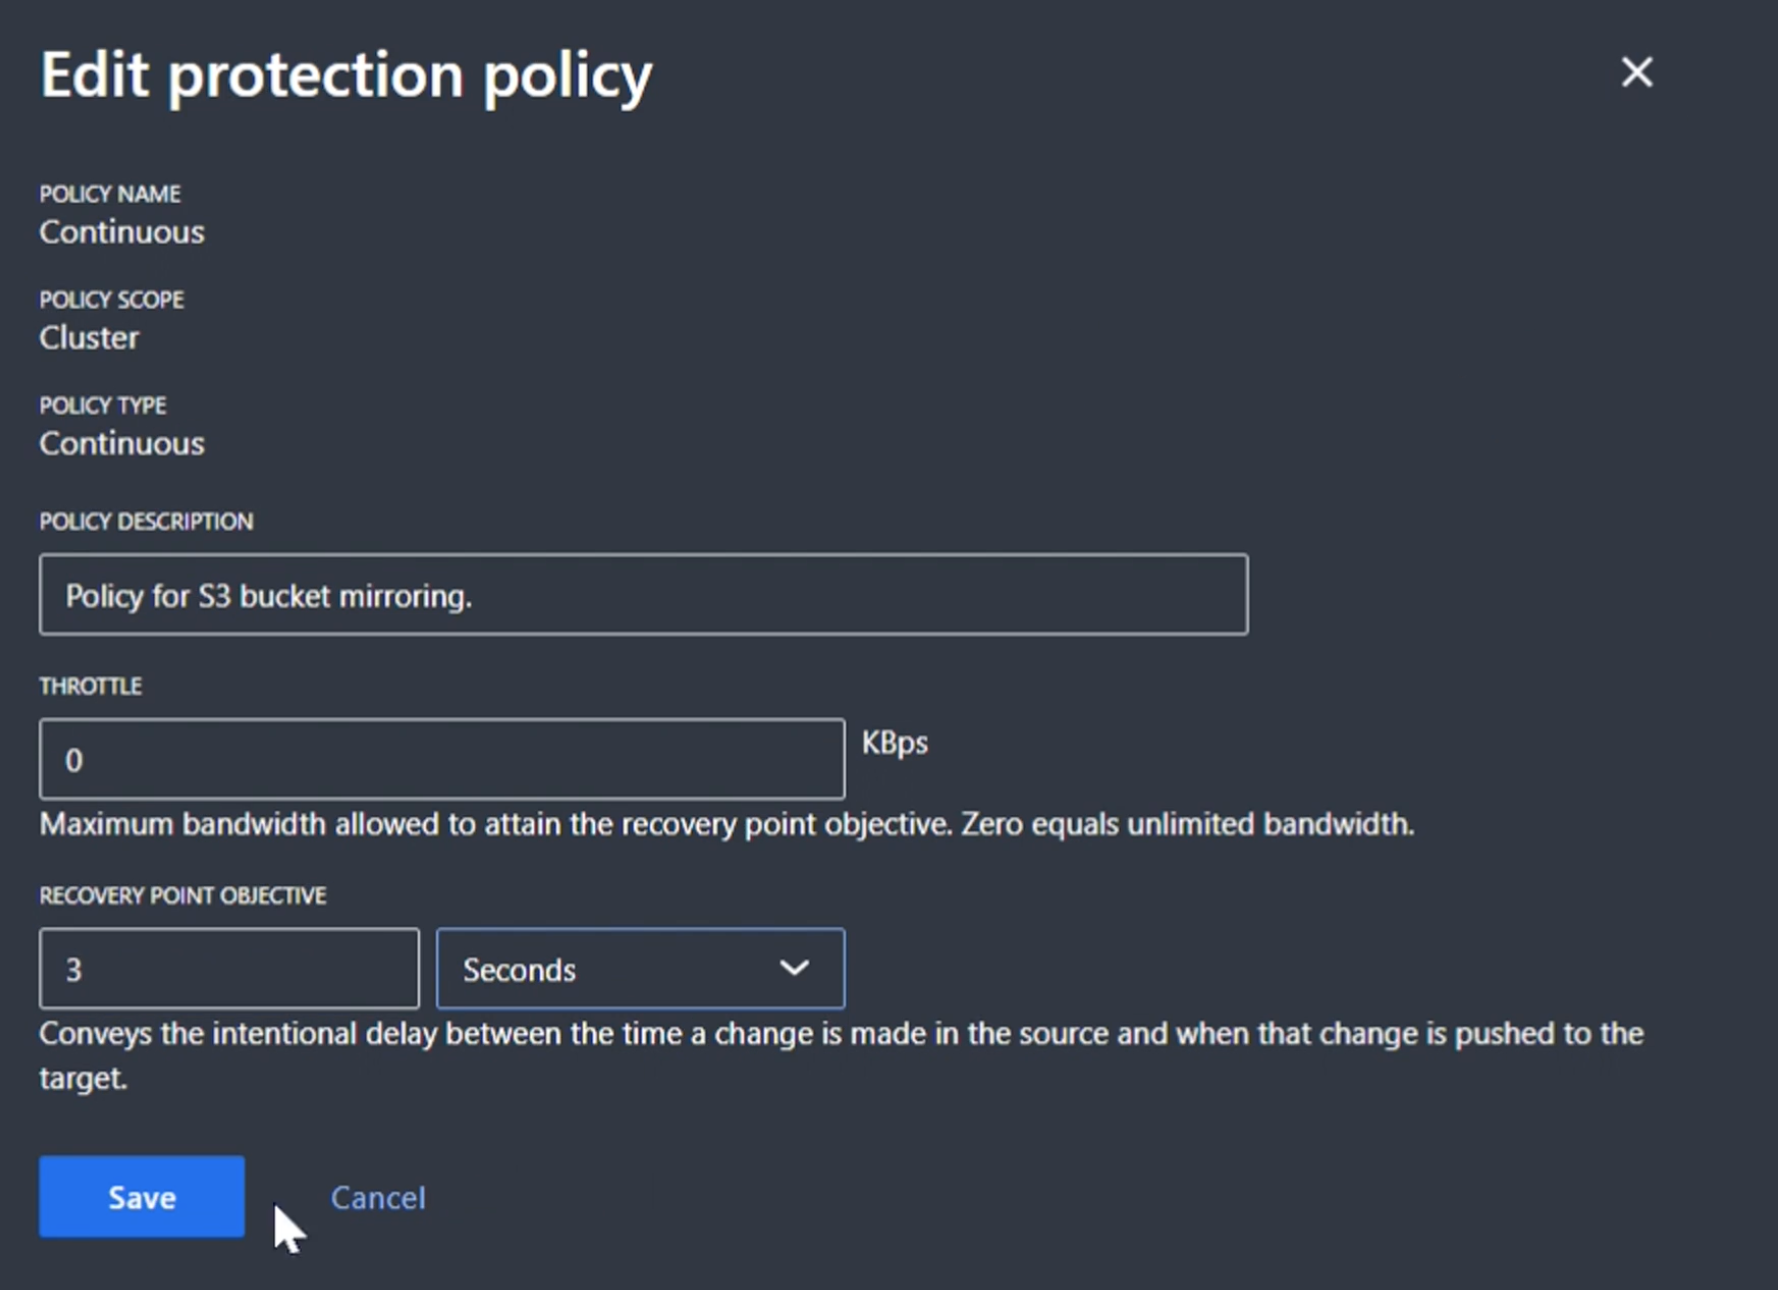 Edit protection policy
POLICY NAME
Continuous
POLICY SCOPE
Cluster
POLICY TYPE
Continuous
POLICY DESCRIPTION
Policy for S3 bucket mirroring.
THROTTLE
0 KBps
Maximum bandwidth allowed to attain the recovery point objective. Zero equals unlimited bandwidth.
RECOVERY POINT OBJECTIVE
3 Seconds
Conveys the intentional delay between the time a change is made in the source and when that change is pushed to the
target.
Save Cancel